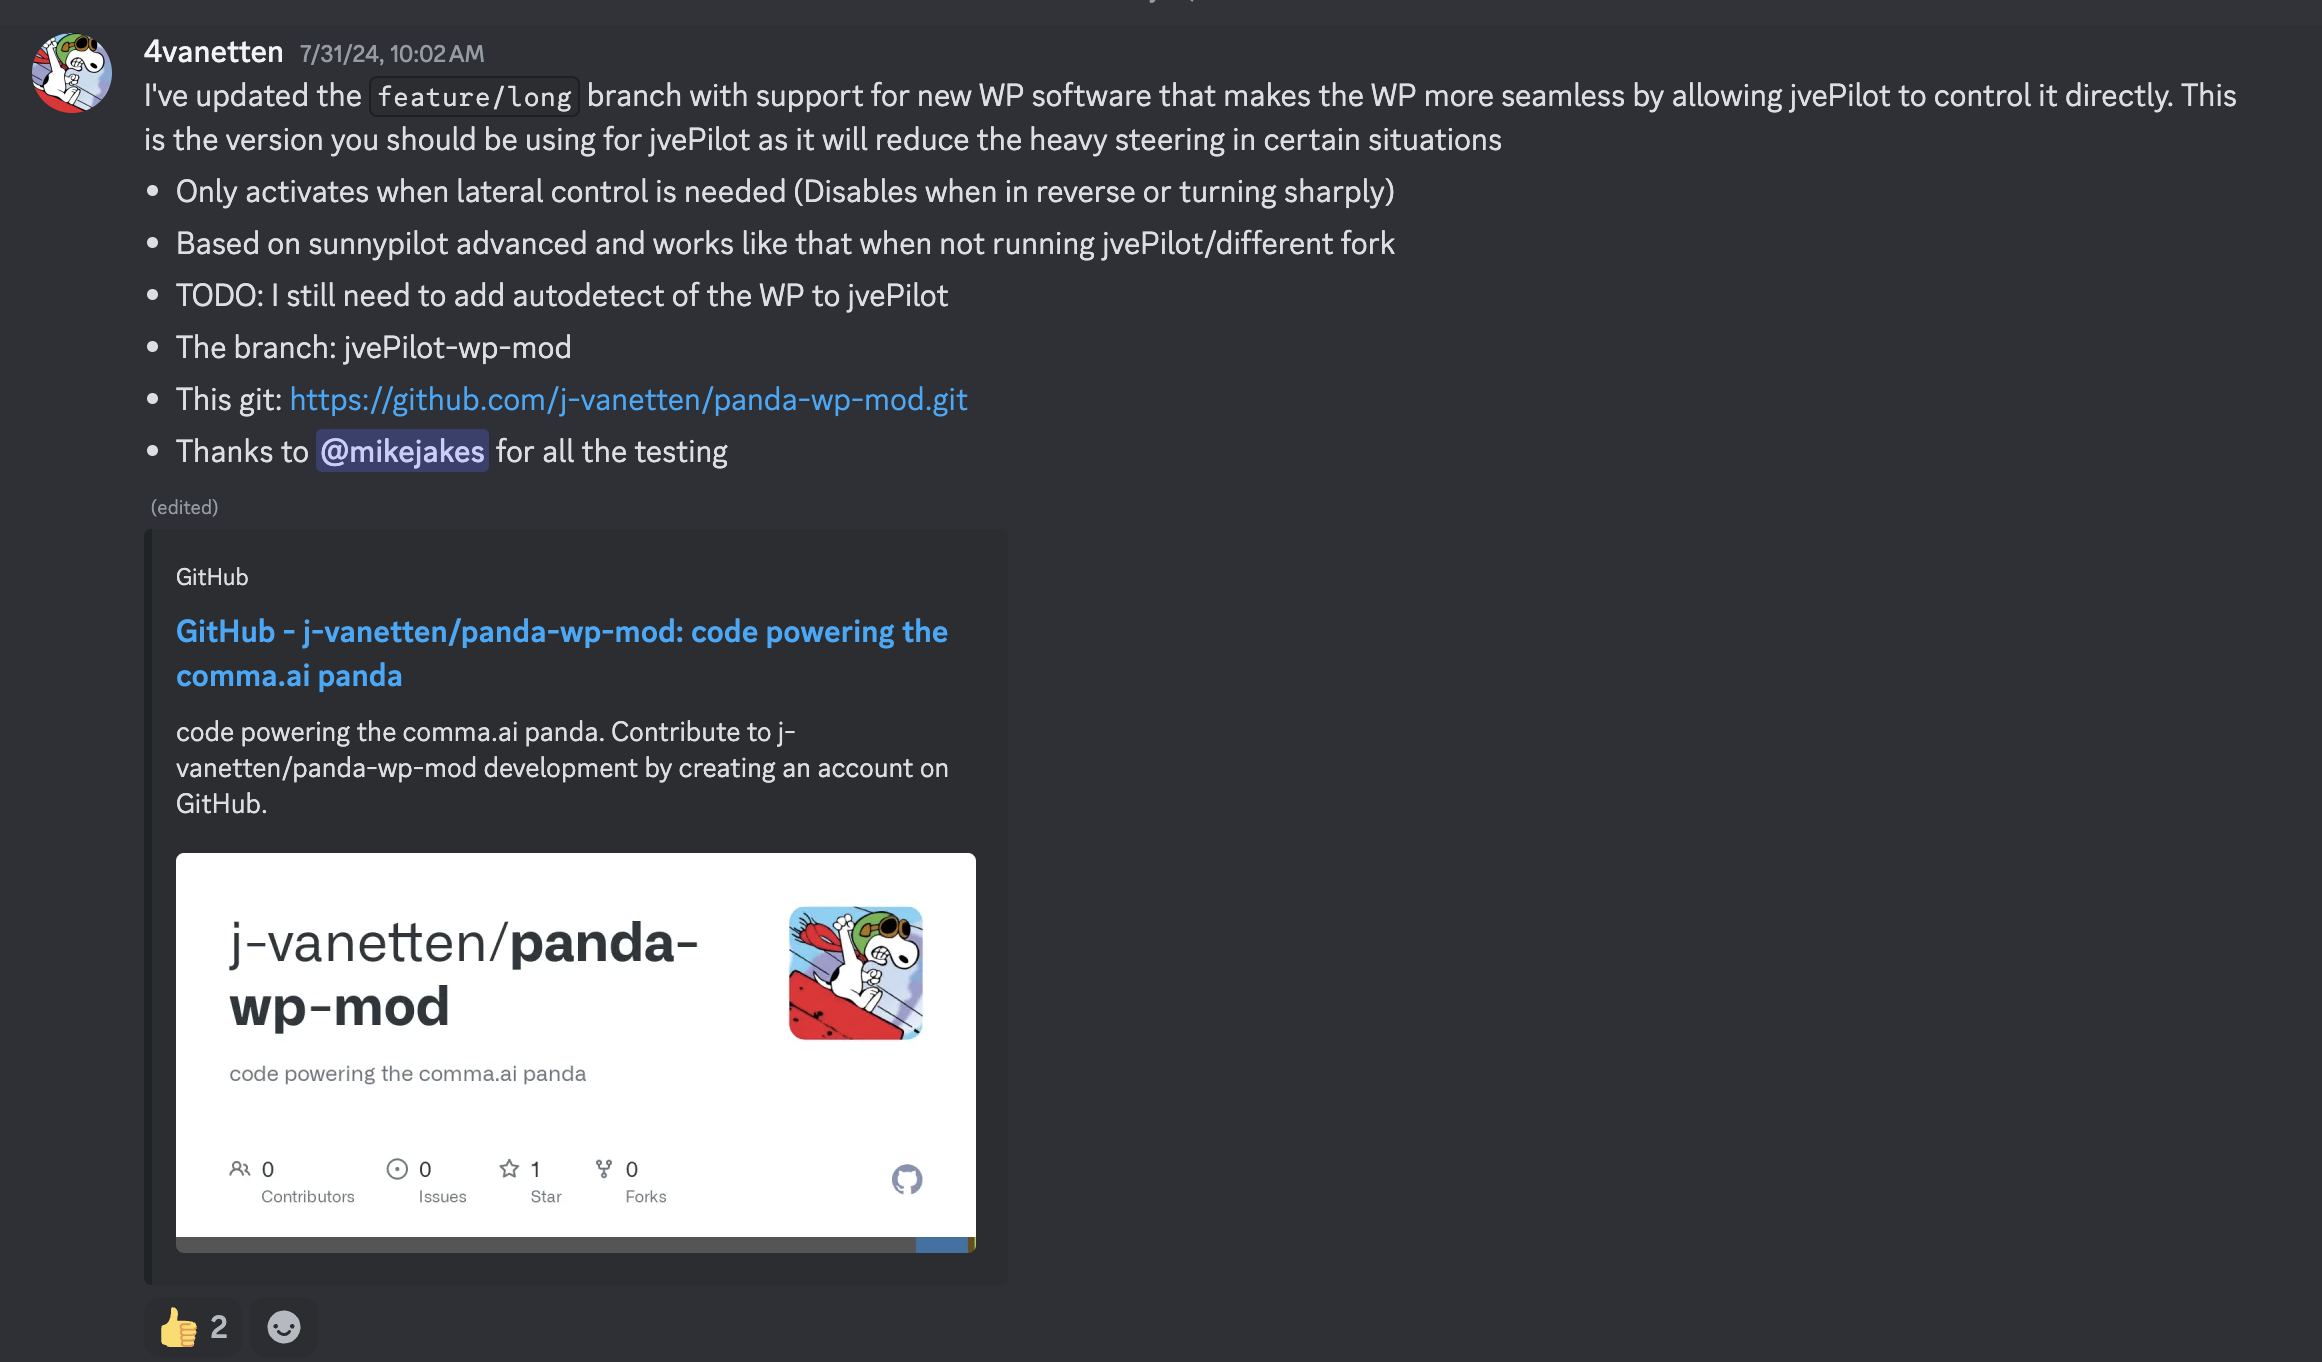 4vanetten 7/31/24, 10:02 AM
I've updated the feature/long branch with support for new WP software that makes the WP more seamless by allowing jvePilot to control it directly. This
is the version you should be using for jvePilot as it will reduce the heavy steering in certain situations
• Only activates when lateral control is needed (Disables when in reverse or turning sharply)
• Based on sunnypilot advanced and works like that when not running jvePilot/different fork
• TODO: I still need to add autodetect of the WP to jvePilot
• The branch: jvePilot-wp-mod
• This git: https://github.com/j-vanetten/panda-wp-mod.git
• Thanks to @mikejakes for all the testing
(edited)
GitHub
GitHub - j-vanetten/panda-wp-mod: code powering the
comma.ai panda
code powering the comma.ai panda. Contribute to j-
vanetten/panda-wp-mod development by creating an account on
GitHub.
j-vanetten/panda-
wp-mod
code powering the comma.ai panda
0 0 1 0
Contributors Issues Star Forks
2